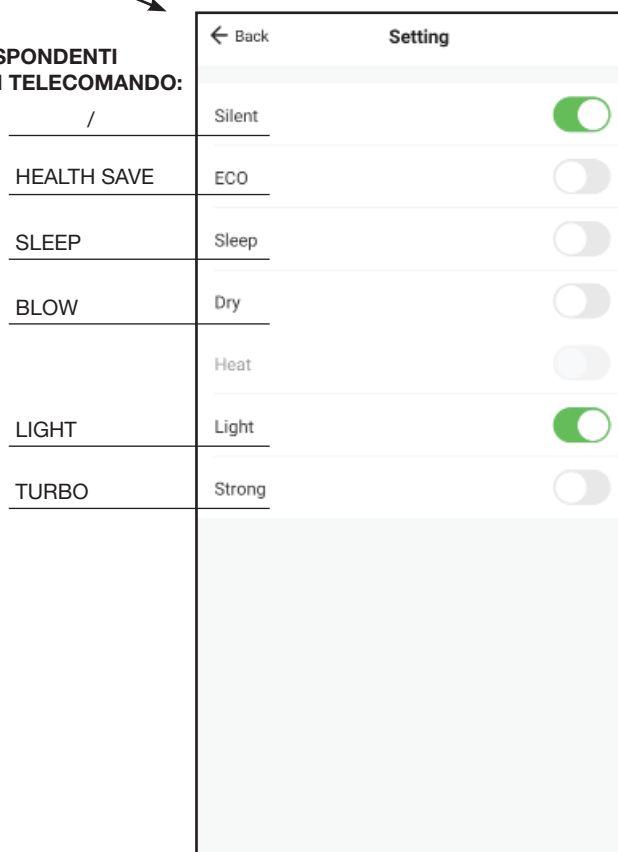 ← Back Setting
SPONDENTI
TELECOMANDO:
/ Silent
HEALTH SAVE ECO
SLEEP Sleep
BLOW Dry
Heat
LIGHT Light
TURBO Strong